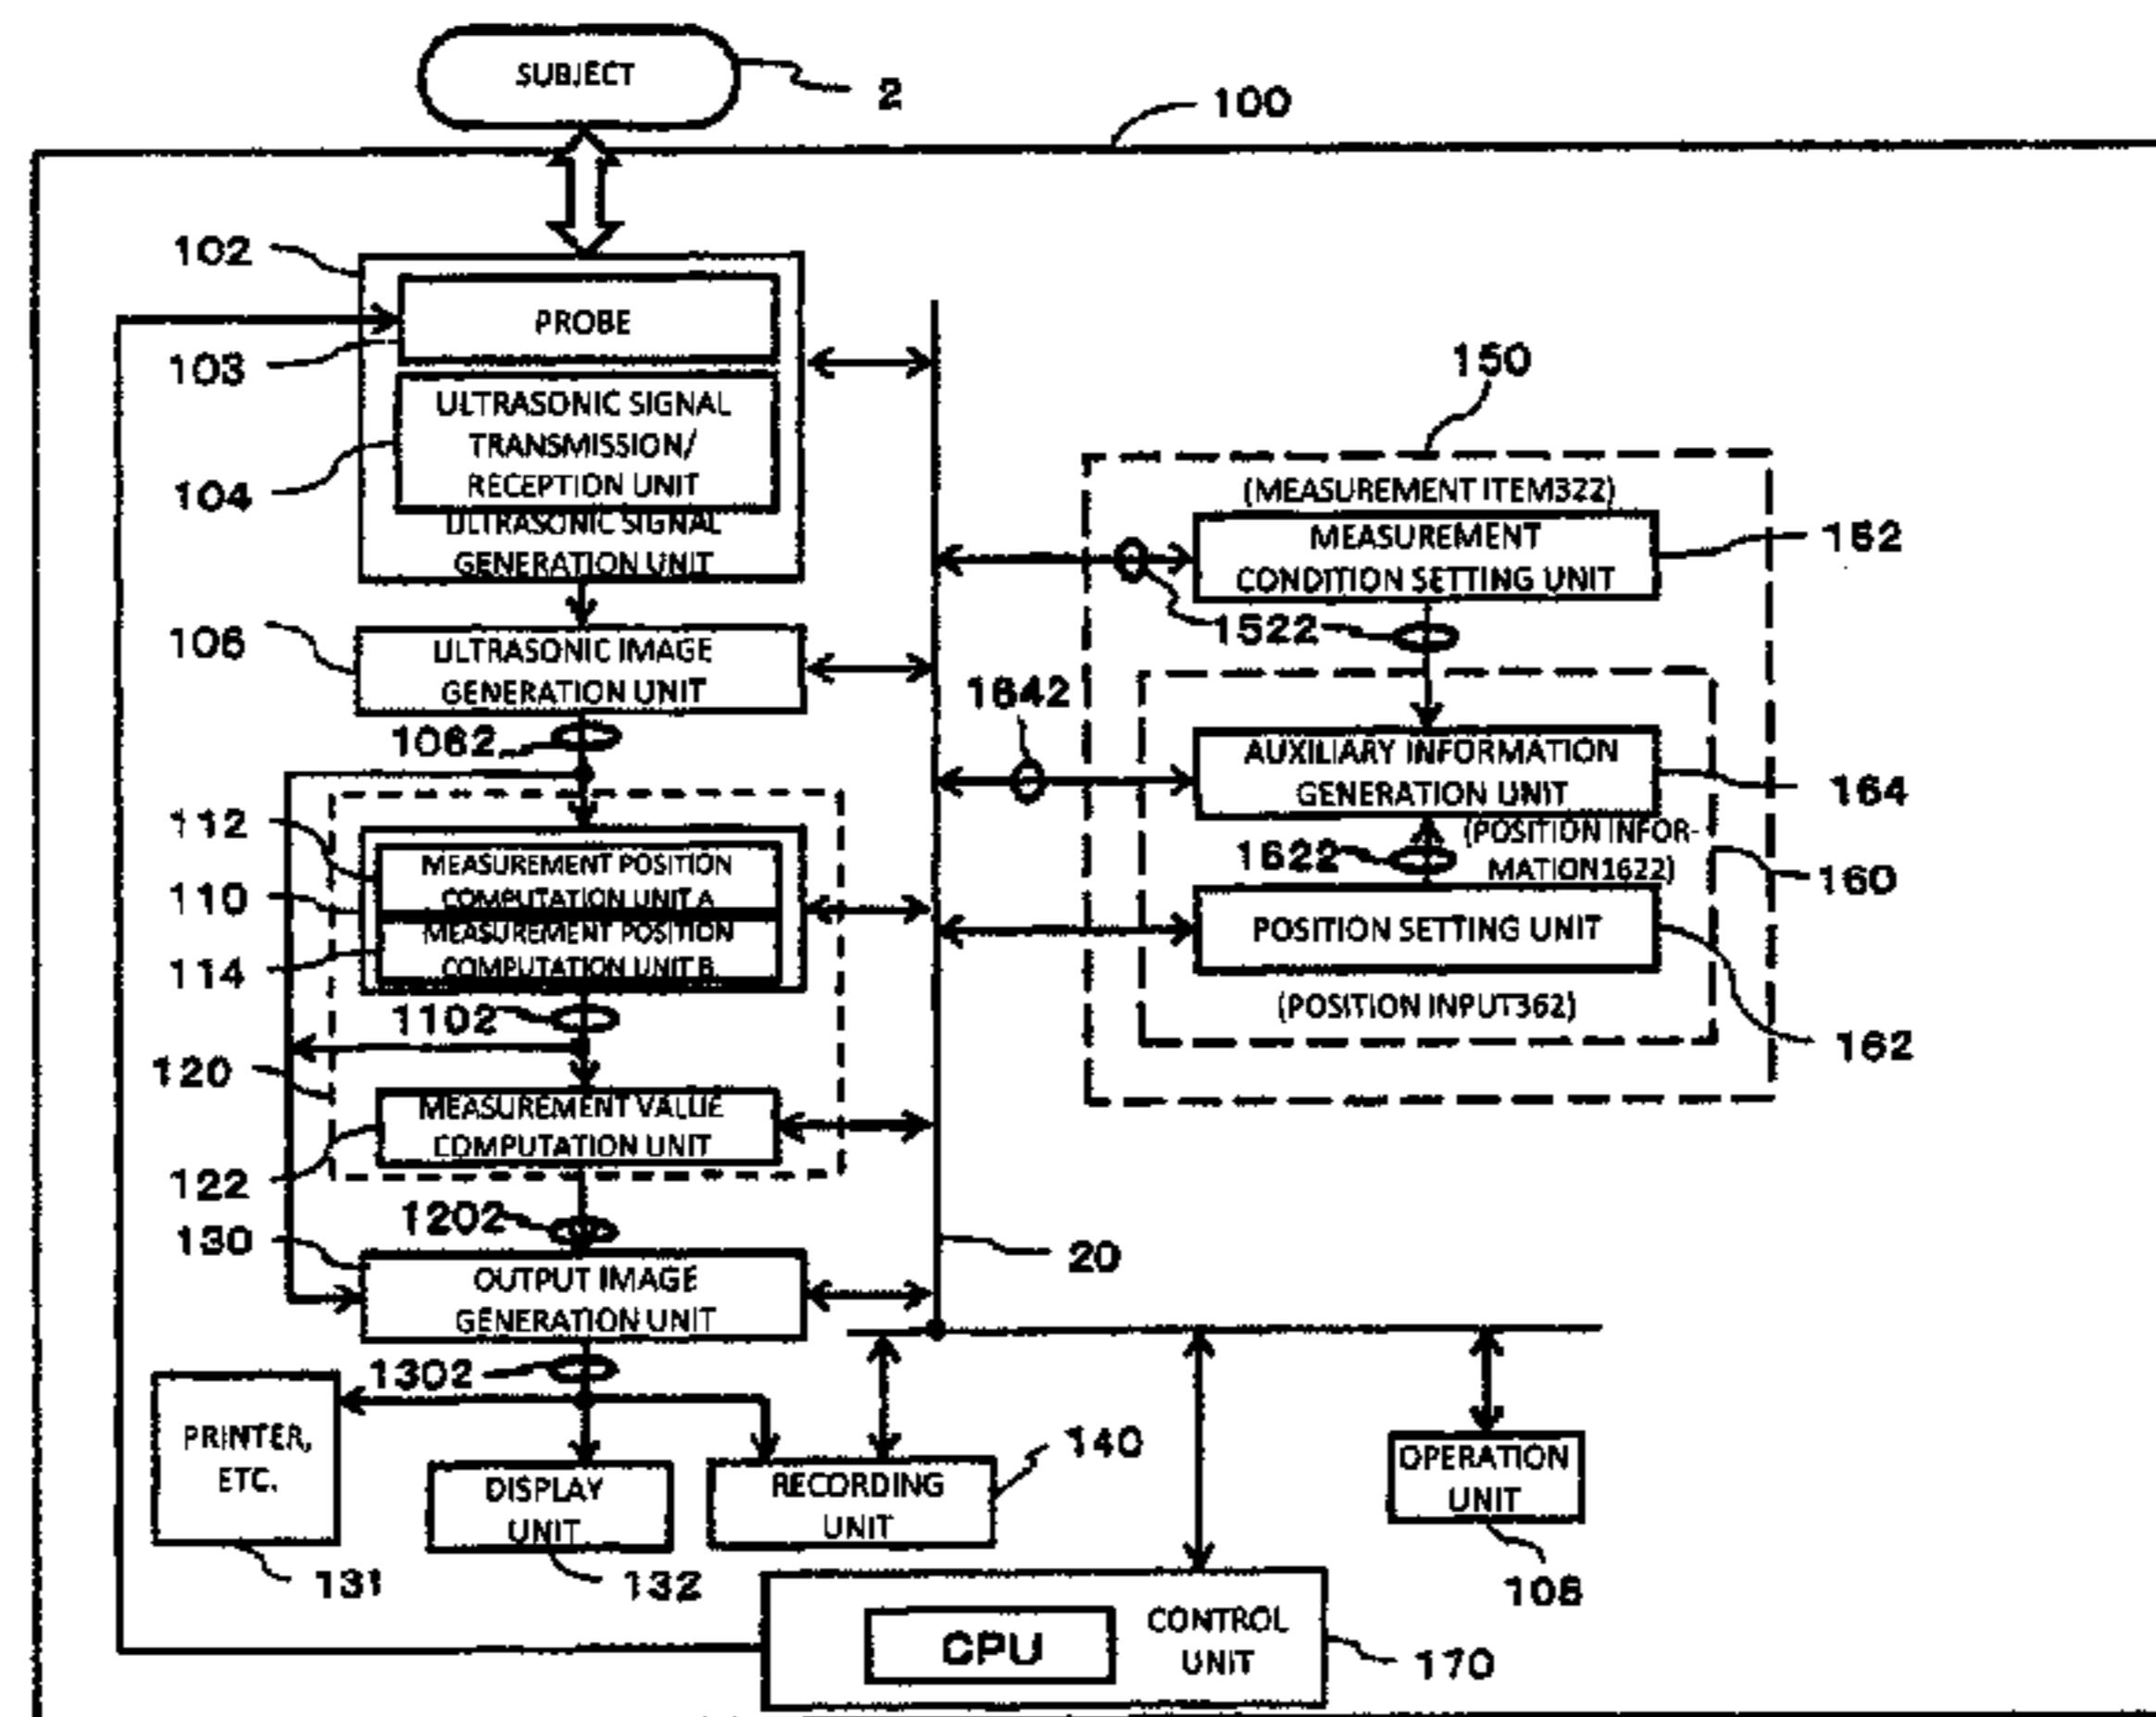 SUBJECT
2
100
102
PROBE
103
ULTRASONIC SIGNAL
TRANSMISSION/
RECEPTION UNIT
104
ULTRASONIC SIGNAL
GENERATION UNIT
150
(MEASUREMENT ITEM322)
MEASUREMENT
CONDITION SETTING UNIT
152
1522
106
ULTRASONIC IMAGE
GENERATION UNIT
1642
1062
AUXILIARY INFORMATION
GENERATION UNIT
164
112
MEASUREMENT POSITION
COMPUTATION UNIT A
110
MEASUREMENT POSITION
COMPUTATION UNIT B
114
(POSITION INFOR-
MATION1622)
1622
160
POSITION SETTING UNIT
(POSITION INPUT362)
162
1102
120
MEASUREMENT VALUE
COMPUTATION UNIT
122
1202
130
OUTPUT IMAGE
GENERATION UNIT
20
1302
PRINTER,
ETC.
131
DISPLAY
UNIT
132
RECORDING
UNIT
140
OPERATION
UNIT
108
CPU
CONTROL
UNIT
170